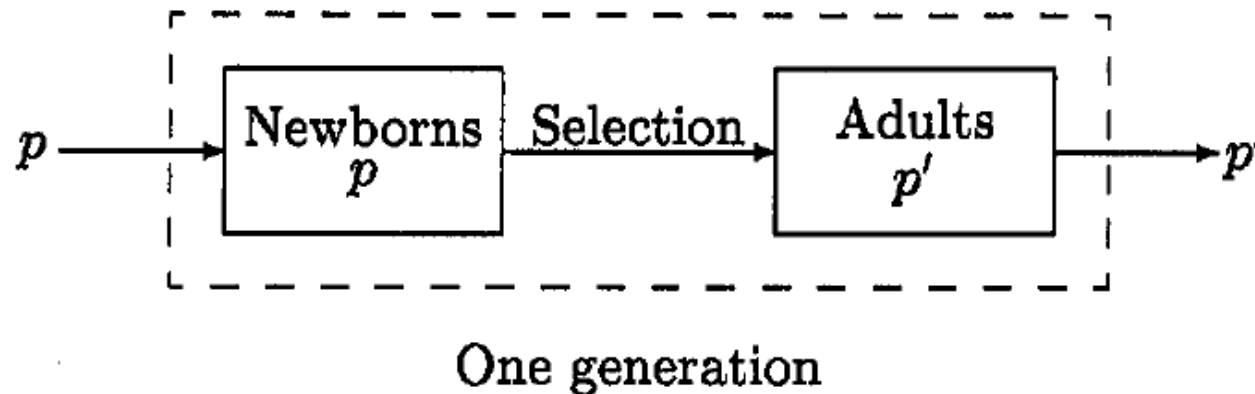 p
Newborns
p
Selection
Adults
p′
p′
One generation